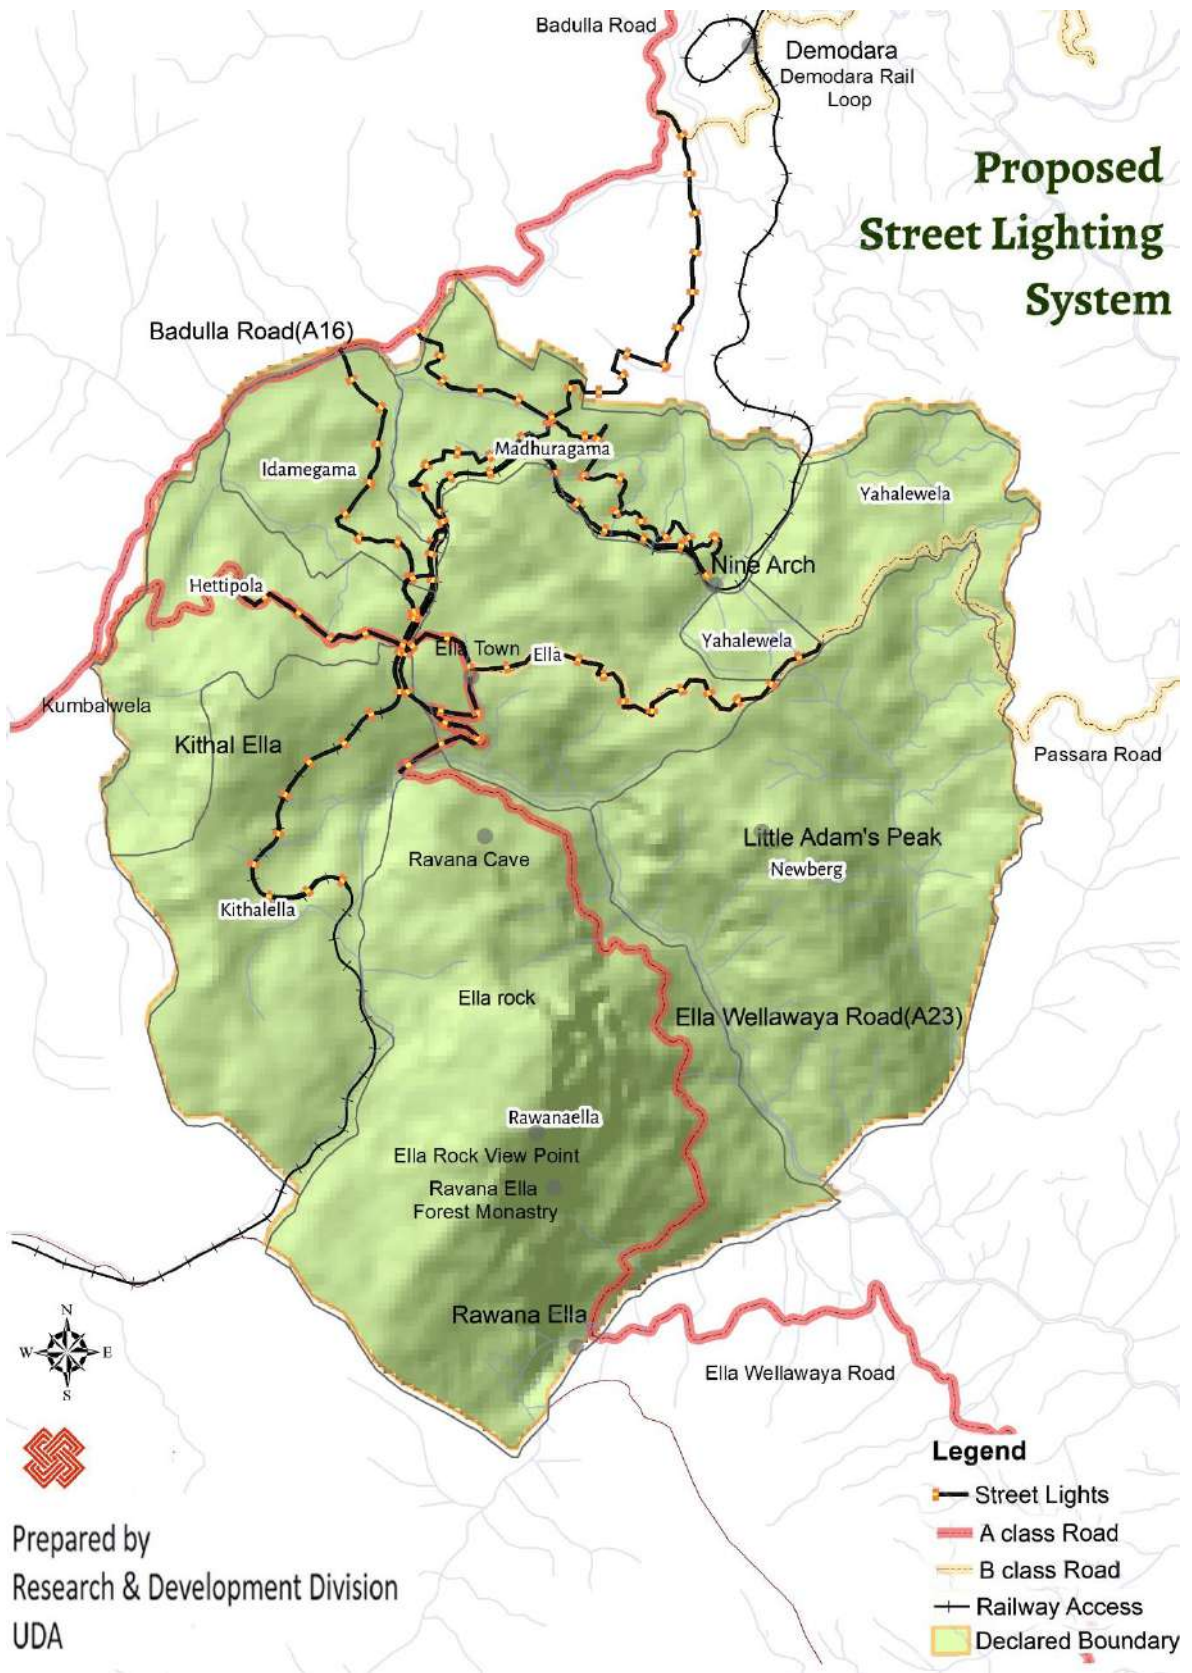 Badulla Road
Demodara
Demodara Rail
Loop
Proposed
Street Lighting
System
Badulla Road(A16)
Madhuragama
Idamegama
Yahalewela
Nine Arch
Hettipola
Ella Town
Ella
Yahalewela
Kumbalwela
Kithal Ella
Passara Road
Little Adam's Peak
Ravana Cave
Newberg
Kithalella
Ella rock
Ella Wellawaya Road(A23)
Rawanaella
Ella Rock View Point
Ravana Ella
Forest Monastry
Rawana Ella
N
W
E
S
Ella Wellawaya Road
Legend
Street Lights
A class Road
B class Road
Railway Access
Declared Boundary
Prepared by
Research & Development Division
UDA